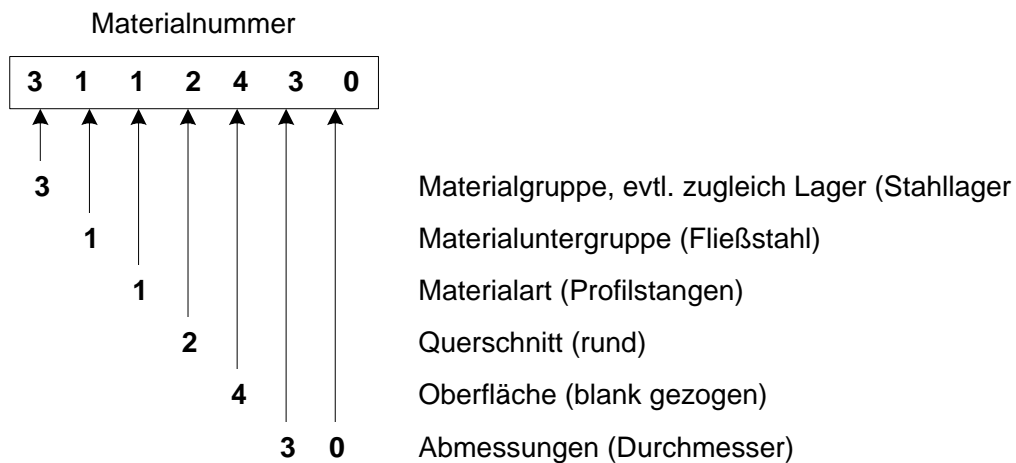 Materialnummer
3 1 1 2 4 3 0
3 Materialgruppe, evtl. zugleich Lager (Stahllager
1 Materialuntergruppe (Fließstahl)
1 Materialart (Profilstangen)
2 Querschnitt (rund)
4 Oberfläche (blank gezogen)
3 0 Abmessungen (Durchmesser)